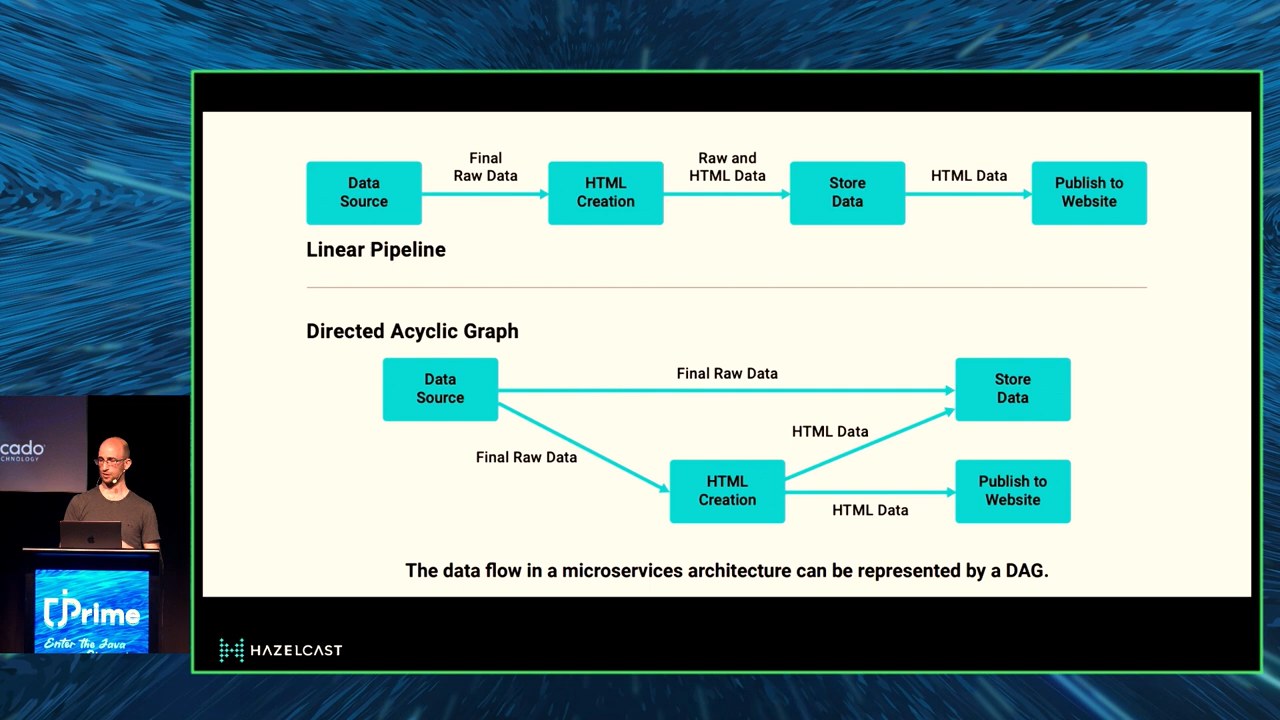 Final
Raw Data
Raw and
HTML Data
HTML Data
Data
Source
HTML
Creation
Store
Data
Publish to
Website
Linear Pipeline
Directed Acyclic Graph
Data
Source
Final Raw Data
Store
Data
HTML Data
Final Raw Data
HTML
Creation
Publish to
Website
HTML Data
The data flow in a microservices architecture can be represented by a DAG.
HAZELCAST
cado
CHNOLOGY
jPrime
Enter the Java